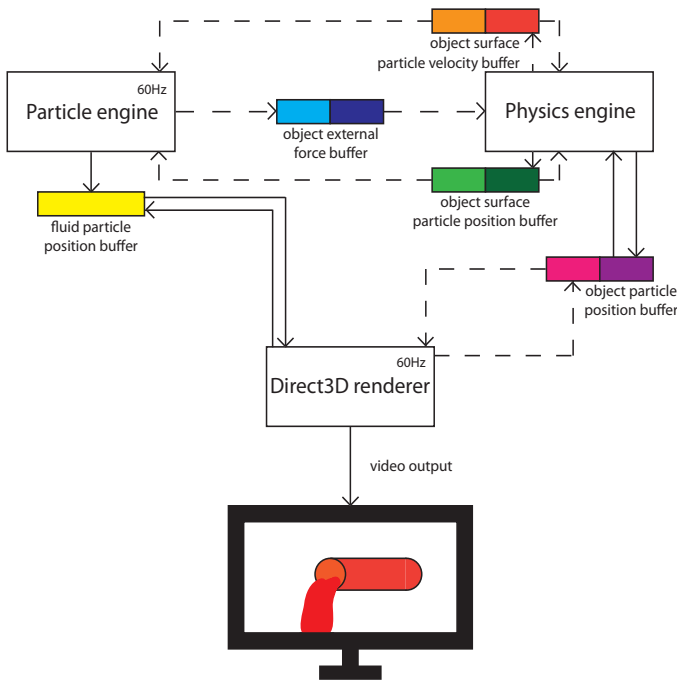 object surface
particle velocity buffer
60Hz
Particle engine
Physics engine
object external
force buffer
object surface
particle position buffer
fluid particle
position buffer
object particle
position buffer
60Hz
Direct3D renderer
video output